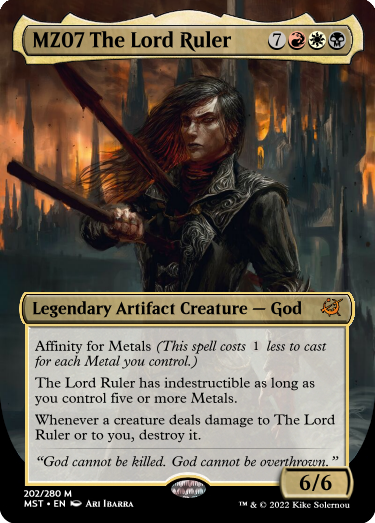 MZ07 The Lord Ruler 7
Legendary Artifact Creature — God
Affinity for Metals (This spell costs 1 less to cast
for each Metal you control.)
The Lord Ruler has indestructible as long as
you control five or more Metals.
Whenever a creature deals damage to The Lord
Ruler or to you, destroy it.
“God cannot be killed. God cannot be overthrown.”
6/6
202/280 M
MST • EN Ari Ibarra
™ & © 2022 Kike Solernou